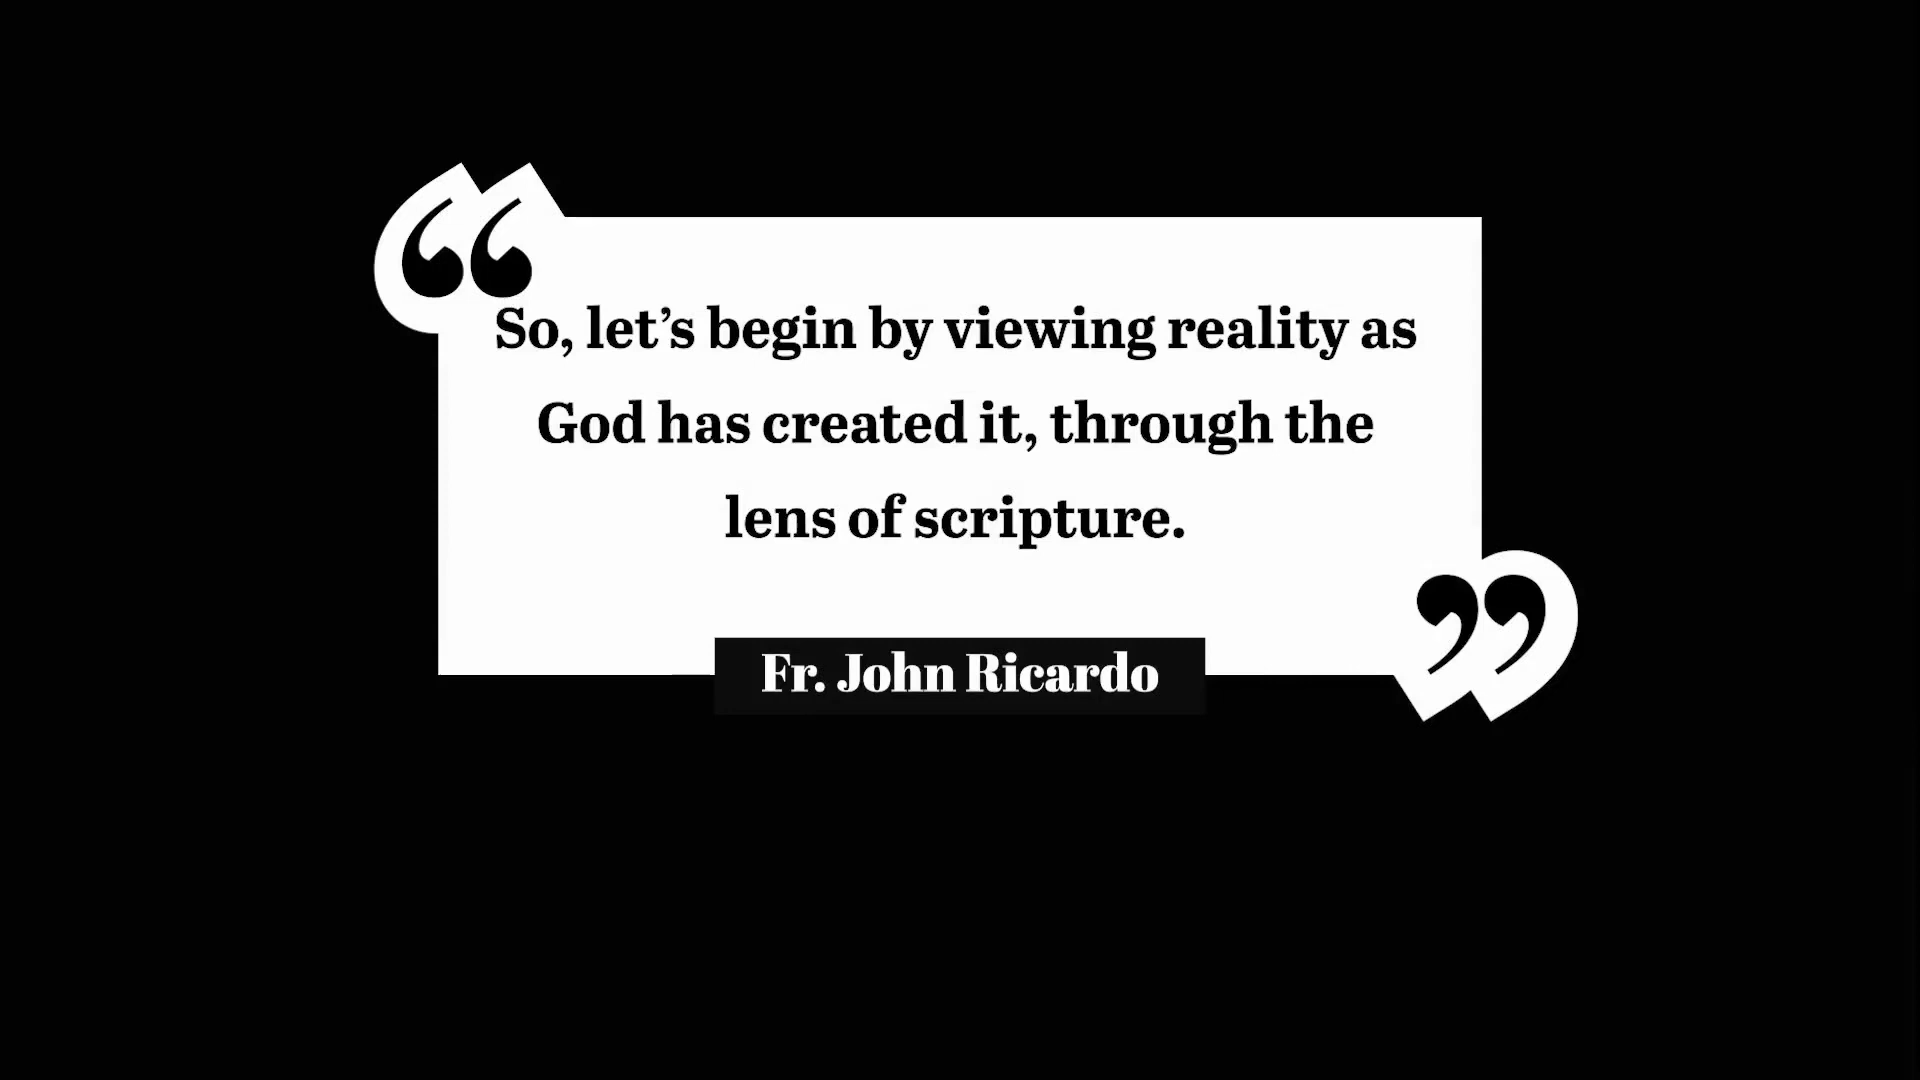 “So, let’s begin by viewing reality as
God has created it, through the
lens of scripture.”
Fr. John Ricardo